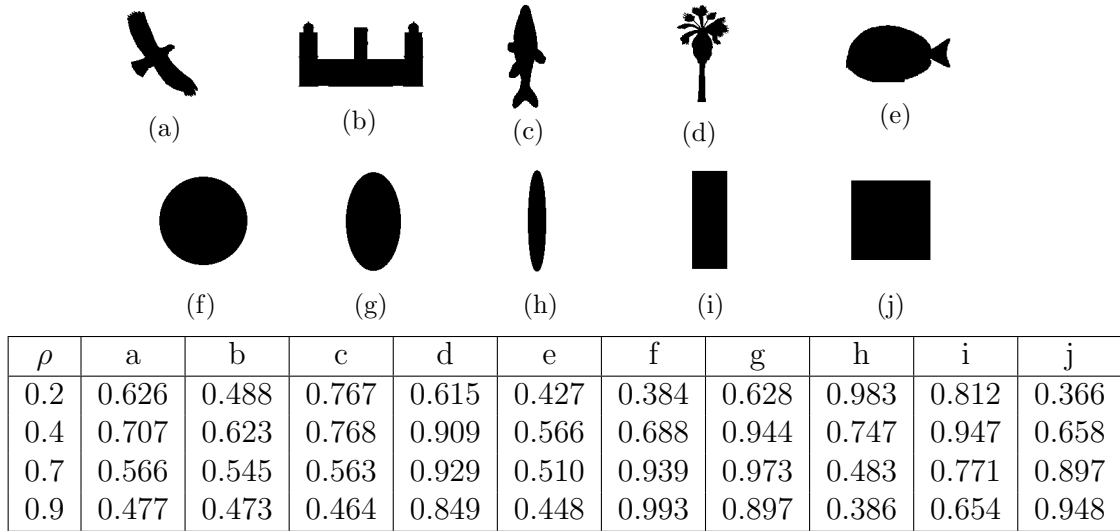 (a) (b) (c) (d) (e)
(f) (g) (h) (i) (j)
ρ a b c d e f g h i j
0.2 0.626 0.488 0.767 0.615 0.427 0.384 0.628 0.983 0.812 0.366
0.4 0.707 0.623 0.768 0.909 0.566 0.688 0.944 0.747 0.947 0.658
0.7 0.566 0.545 0.563 0.929 0.510 0.939 0.973 0.483 0.771 0.897
0.9 0.477 0.473 0.464 0.849 0.448 0.993 0.897 0.386 0.654 0.948